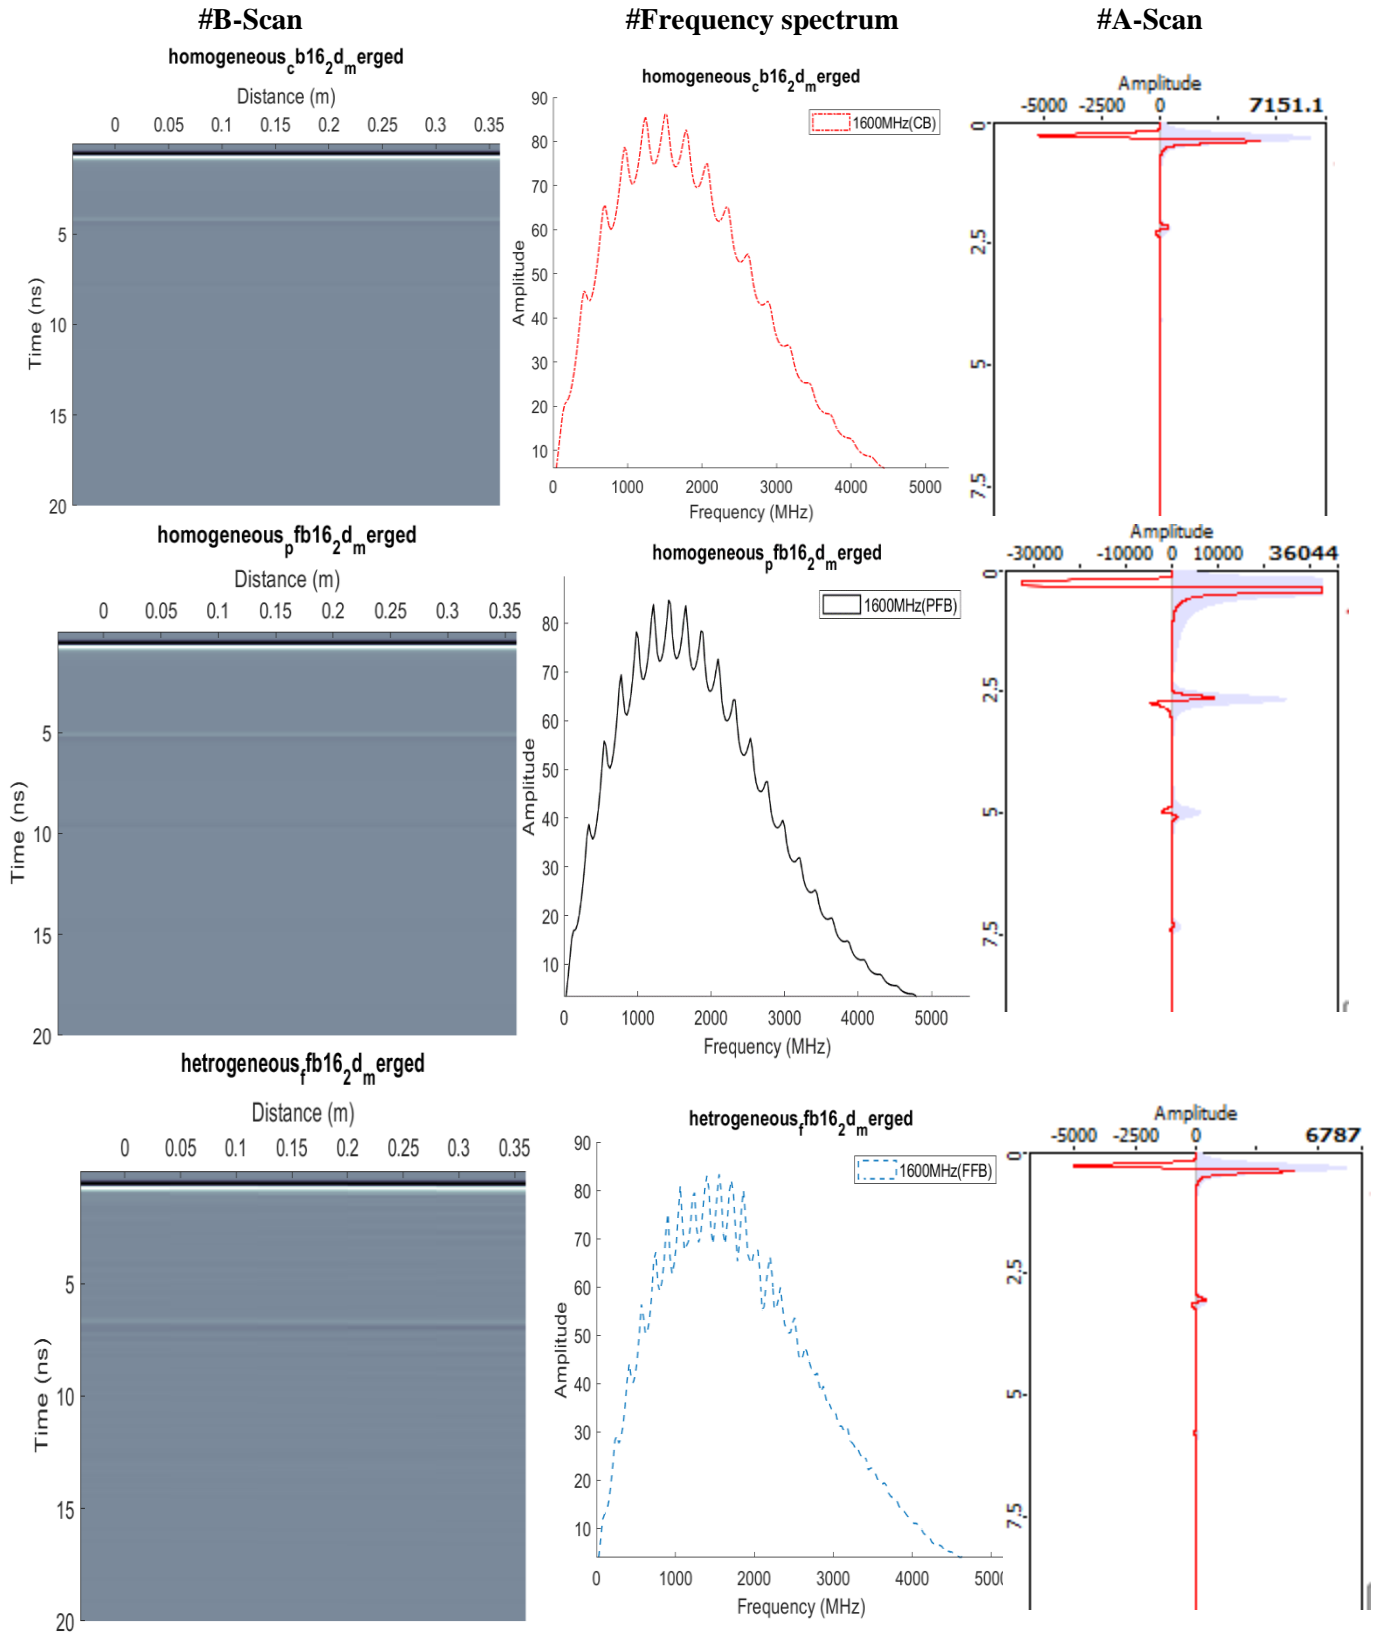 #B-Scan #Frequency spectrum #A-Scan
homogeneous_cb16_2d_merged
Distance (m)
0 0.05 0.1 0.15 0.2 0.25 0.3 0.35
Time (ns)
5
10
15
20
homogeneous_cb16_2d_merged
1600MHz(CB)
Amplitude
90
80
70
60
50
40
30
20
10
0 1000 2000 3000 4000 5000
Frequency (MHz)
Amplitude
-5000 -2500 0 7151.1
0
2.5
5
7.5
homogeneous_pfb16_2d_merged
Distance (m)
0 0.05 0.1 0.15 0.2 0.25 0.3 0.35
Time (ns)
5
10
15
20
homogeneous_pfb16_2d_merged
1600MHz(PFB)
Amplitude
80
70
60
50
40
30
20
10
0 1000 2000 3000 4000 5000
Frequency (MHz)
Amplitude
-30000 -10000 0 10000 36044
0
2.5
5
7.5
hetrogeneous_ffb16_2d_merged
Distance (m)
0 0.05 0.1 0.15 0.2 0.25 0.3 0.35
Time (ns)
5
10
15
20
hetrogeneous_ffb16_2d_merged
1600MHz(FFB)
Amplitude
90
80
70
60
50
40
30
20
10
0 1000 2000 3000 4000 5000
Frequency (MHz)
Amplitude
-5000 -2500 0 6787
0
2.5
5
7.5